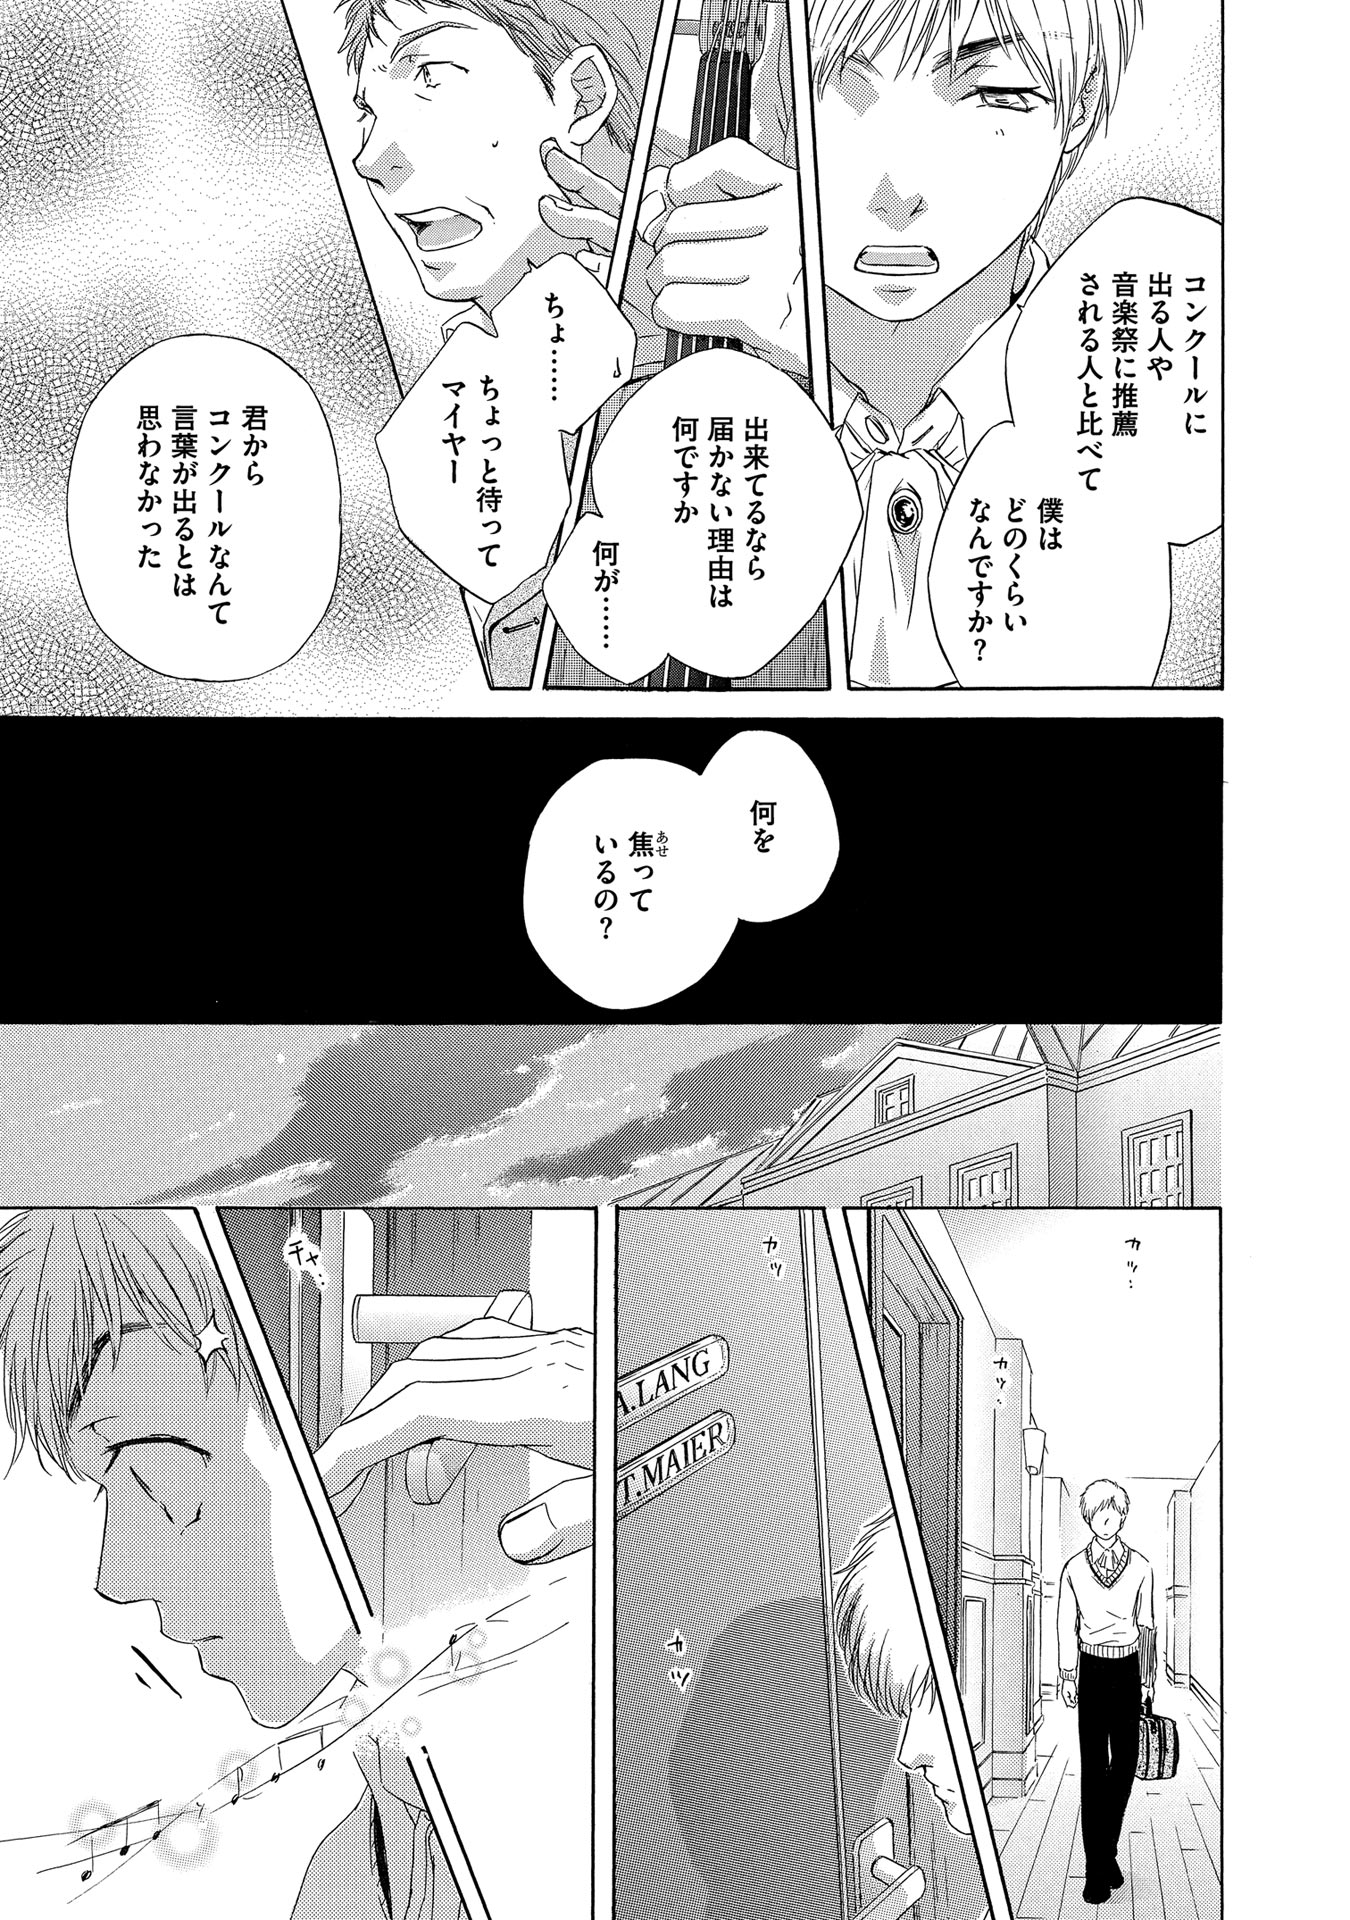 コンクールに
出る人や
音楽祭に推薦
される人と比べて
僕は
どのくらい
なんですか?
出来てるなら
届かない理由は
何ですか
何が……
ちょ……
ちょっと待って
マイヤー
君から
コンクールなんて
言葉が出るとは
思わなかった
何を
焦って
あせ
いるの?
カッ…
カッ…
カッ…
カッ…
A.LANG
T.MAIER
チャ…